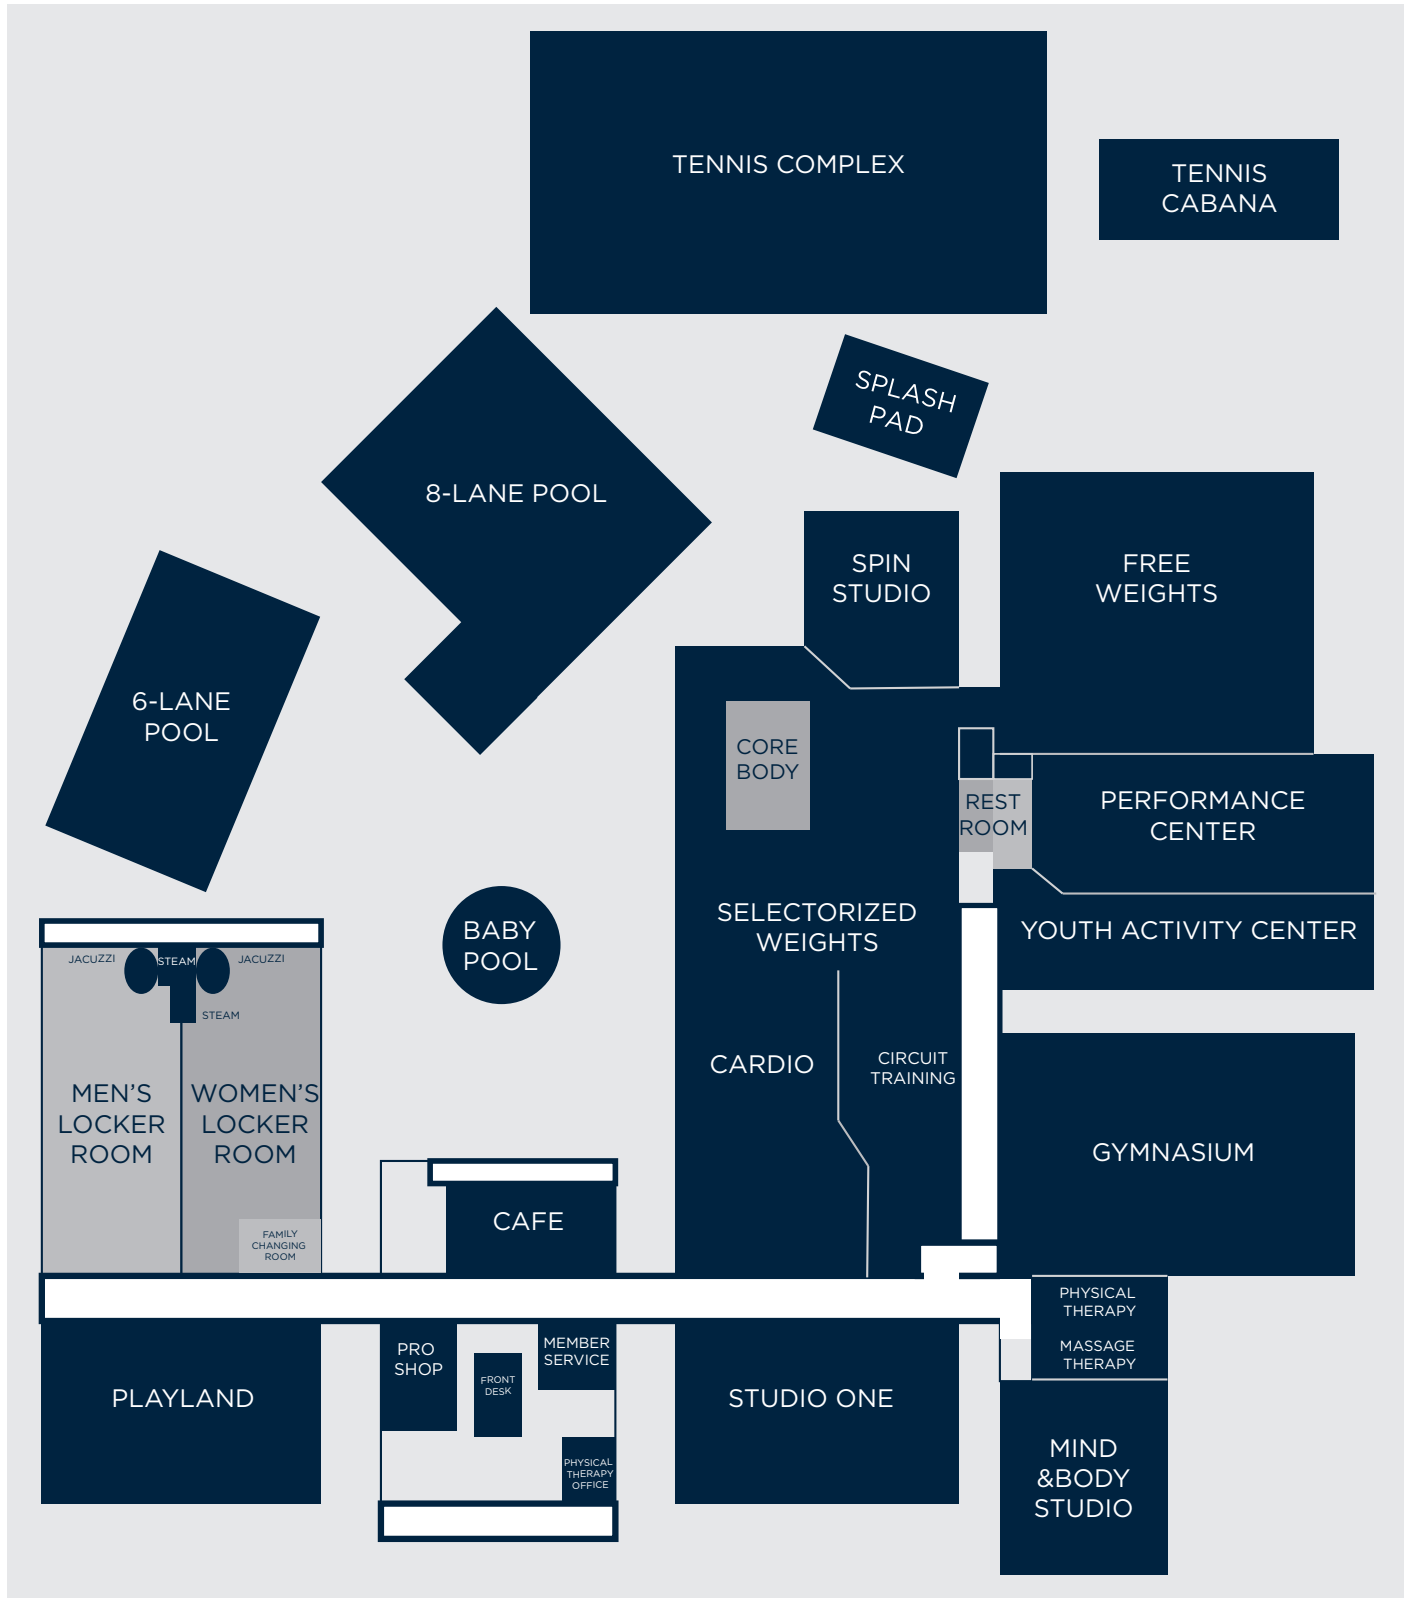 TENNIS COMPLEX
TENNIS
CABANA
SPLASH
PAD
8-LANE POOL
SPIN
STUDIO
FREE
WEIGHTS
6-LANE
POOL
CORE
BODY
REST
ROOM
PERFORMANCE
CENTER
SELECTORIZED
WEIGHTS
YOUTH ACTIVITY CENTER
BABY
POOL
JACUZZI
STEAM
JACUZZI
STEAM
CARDIO
CIRCUIT
TRAINING
MEN'S
LOCKER
ROOM
WOMEN'S
LOCKER
ROOM
GYMNASIUM
CAFE
FAMILY
CHANGING
ROOM
PHYSICAL
THERAPY
MASSAGE
THERAPY
PRO
SHOP
MEMBER
SERVICE
FRONT
DESK
PLAYLAND
STUDIO ONE
PHYSICAL
THERAPY
OFFICE
MIND
&BODY
STUDIO